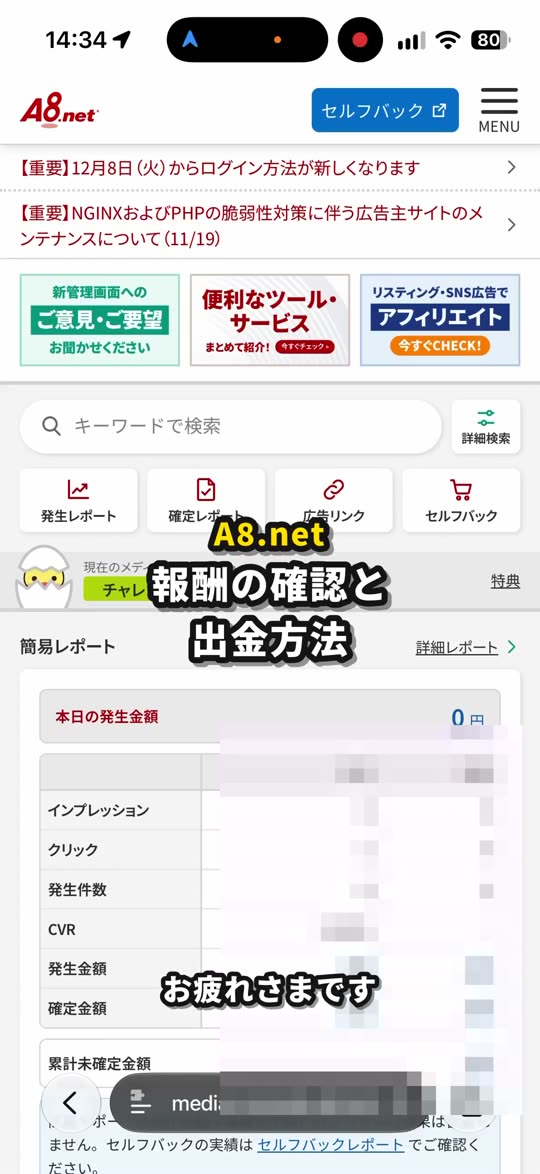 14:34
80
A8.net
セルフバック
MENU
【重要】12月8日（火）からログイン方法が新しくなります
【重要】NGINXおよびPHPの脆弱性対策に伴う広告主サイトのメ
ンテナンスについて（11/19）
新管理画面への
ご意見・ご要望
お聞かせください
便利なツール・
サービス
まとめて紹介！
今すぐチェック
リスティング・SNS広告で
アフィリエイト
今すぐCHECK！
キーワードで検索
詳細検索
発生レポート
確定レポート
広告リンク
セルフバック
A8.net
報酬の確認と
出金方法
現在のメデ
チャレ
特典
簡易レポート
詳細レポート
本日の発生金額
0 円
インプレッション
クリック
発生件数
CVR
発生金額
お疲れさまです
確定金額
累計未確定金額
media
ません。セルフバックの実績は セルフバックレポート でご確認く
ださい。